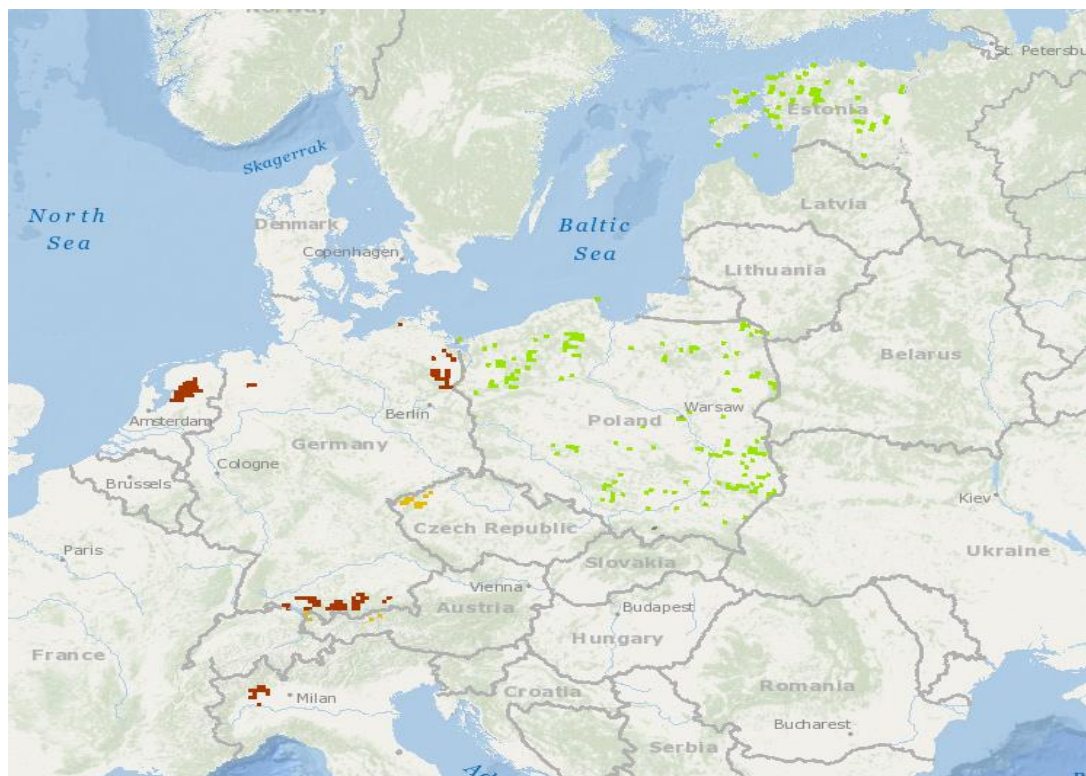 Norway
St. Petersbu
Estonia
Skagerrak
Latvia
North
Sea
Denmark
Baltic
Sea
Copenhagen
Lithuania
Belarus
Berlin
Amsterdam
Warsaw
Poland
Germany
Cologne
Brussels
Kiev
Czech Republic
Paris
Ukraine
Slovakia
Vienna
Austria
Budapest
Hungary
France
Croatia
Romania
Milan
Bucharest
Serbia